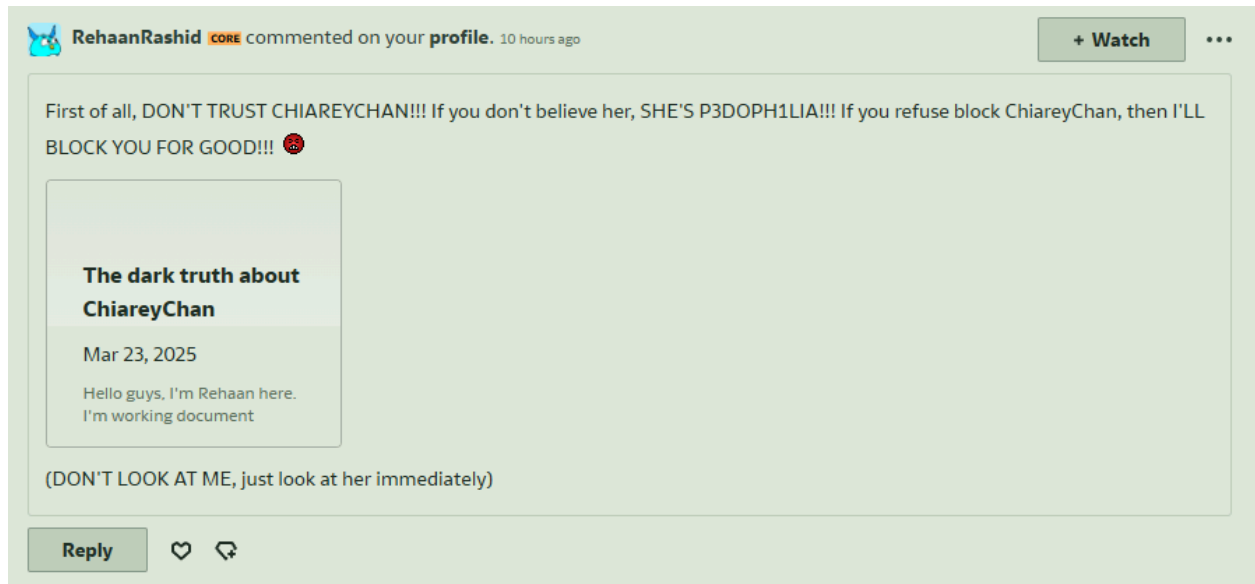 RehaanRashid CORE commented on your profile. 10 hours ago
+ Watch
First of all, DON'T TRUST CHIAREYCHAN!!! If you don't believe her, SHE'S P3DOPH1LIA!!! If you refuse block ChiareyChan, then I'LL
BLOCK YOU FOR GOOD!!!
The dark truth about
ChiareyChan
Mar 23, 2025
Hello guys, I'm Rehaan here.
I'm working document
(DON'T LOOK AT ME, just look at her immediately)
Reply